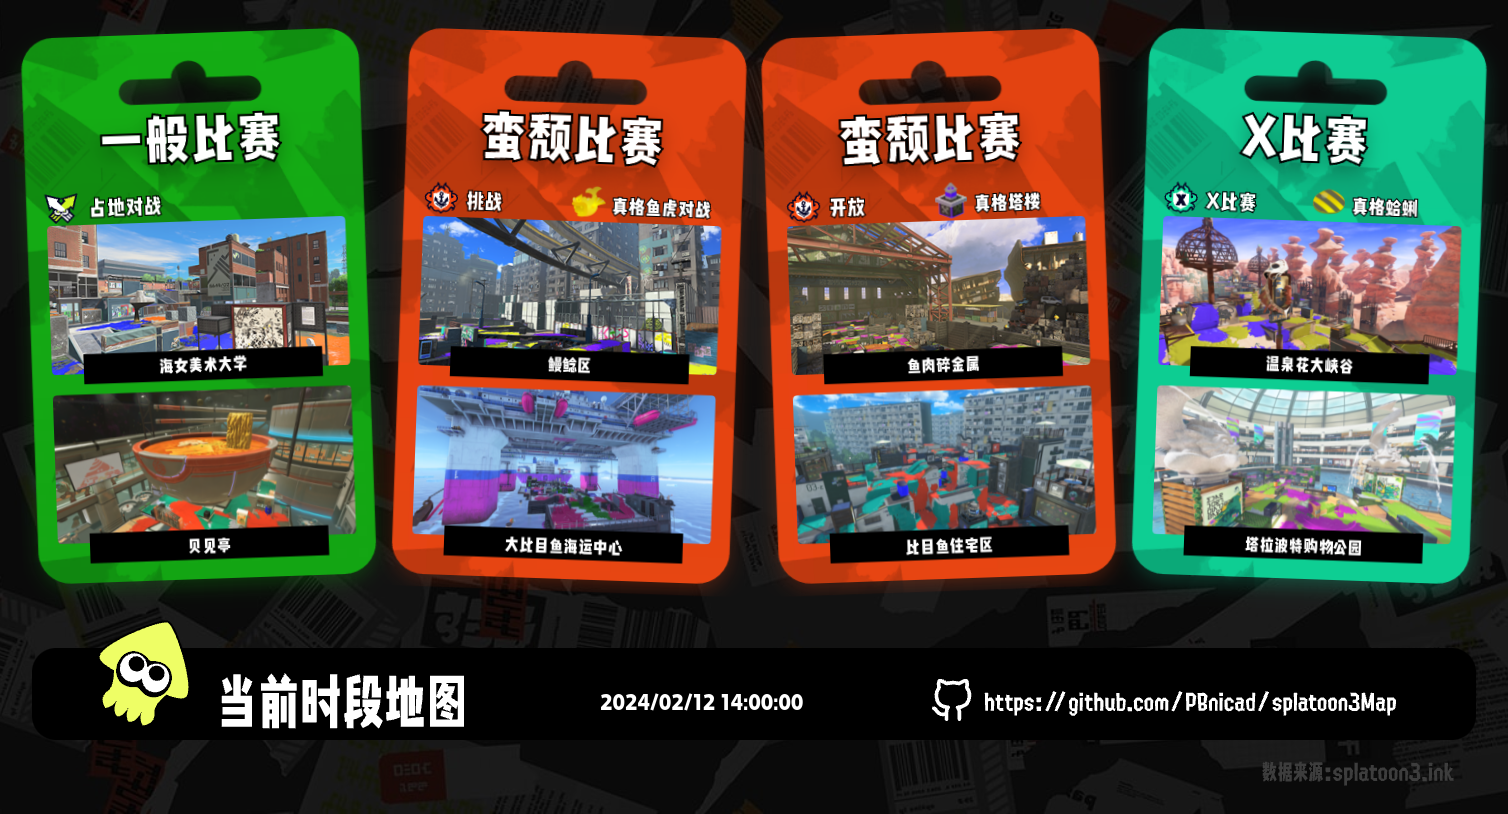 一般比赛
占地对战
海女美术大学
贝贝亭
蛮颓比赛
挑战
真格鱼虎对战
鳗鲶区
大比目鱼海运中心
蛮颓比赛
开放
真格塔楼
鱼肉碎金属
比目鱼住宅区
X比赛
X比赛
真格蛤蜊
温泉花大峡谷
塔拉波特购物公园
当前时段地图
2024/02/12 14:00:00
https://github.com/PBnicad/splatoon3Map
数据来源:splatoon3.ink